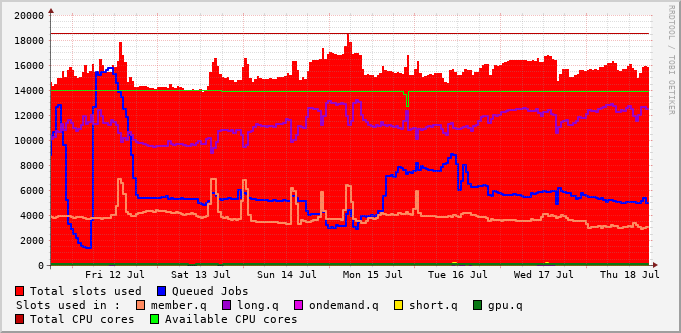 20000
18000
16000
14000
12000
10000
8000
6000
4000
2000
0
Fri 12 Jul Sat 13 Jul Sun 14 Jul Mon 15 Jul Tue 16 Jul Wed 17 Jul Thu 18 Jul
RRDTOOL / TOBI OETIKER
Total slots used Queued Jobs
Slots used in : member.q long.q ondemand.q short.q gpu.q
Total CPU cores Available CPU cores